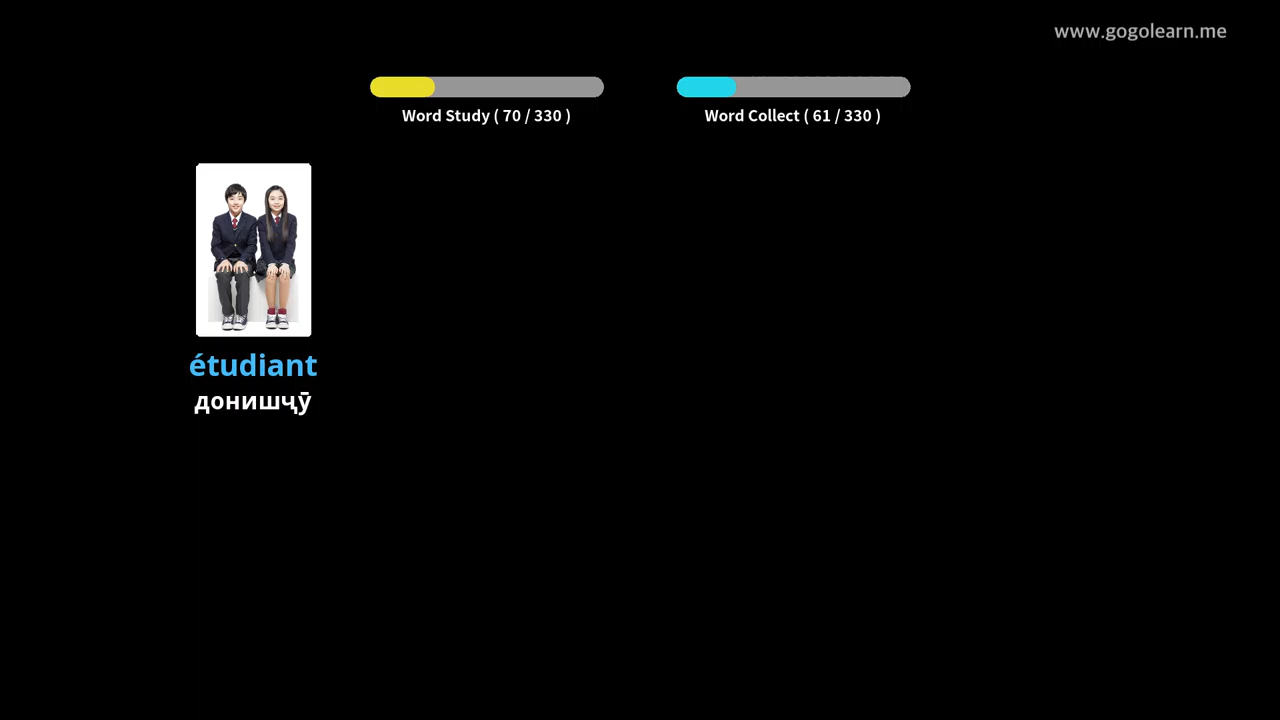 www.gogolearn.me
Word Study ( 70 / 330 )
Word Collect ( 61 / 330 )
étudiant
донишҷӯ